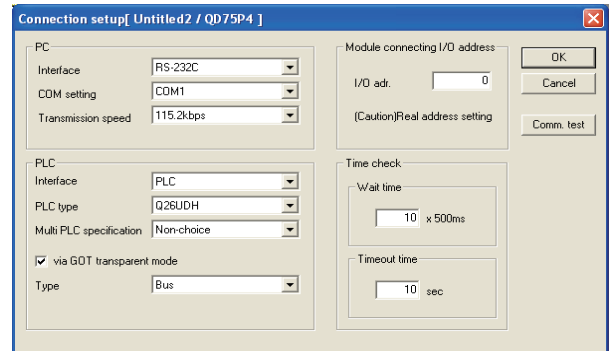 Connection setup[ Untitled2 / QD75P4 ]
PC
Interface RS-232C
COM setting COM1
Transmission speed 115.2kbps
Module connecting I/O address
I/O adr. 0
(Caution)Real address setting
OK
Cancel
Comm. test
PLC
Interface PLC
PLC type Q26UDH
Multi PLC specification Non-choice
via GOT transparent mode
Type Bus
Time check
Wait time
10 x 500ms
Timeout time
10 sec